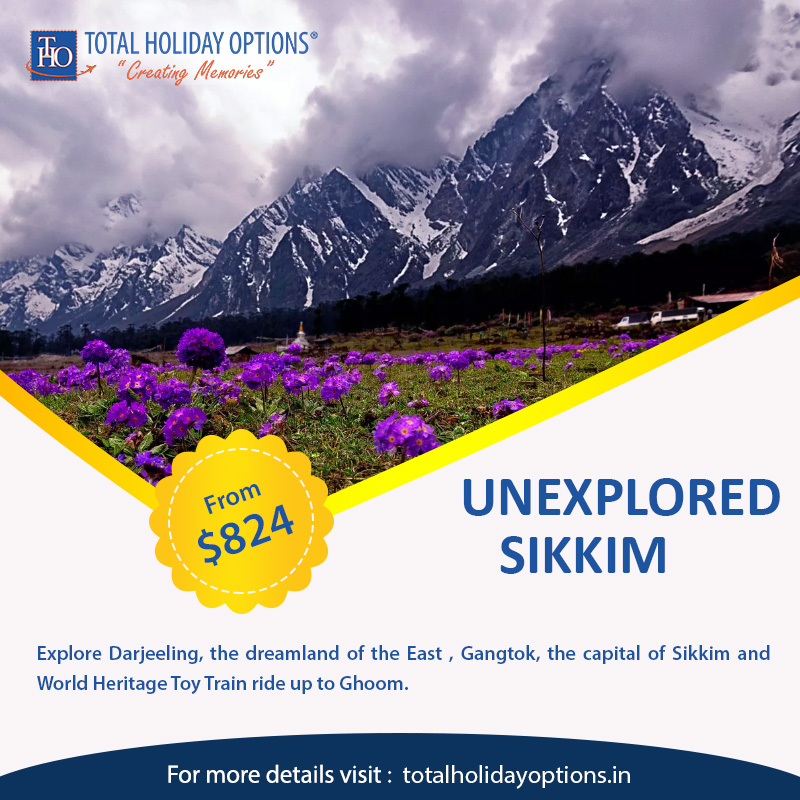 THO
TOTAL HOLIDAY OPTIONS®
"Creating Memories"
From
$824
UNEXPLORED
SIKKIM
Explore Darjeeling, the dreamland of the East , Gangtok, the capital of Sikkim and
World Heritage Toy Train ride up to Ghoom.
For more details visit : totalholidayoptions.in